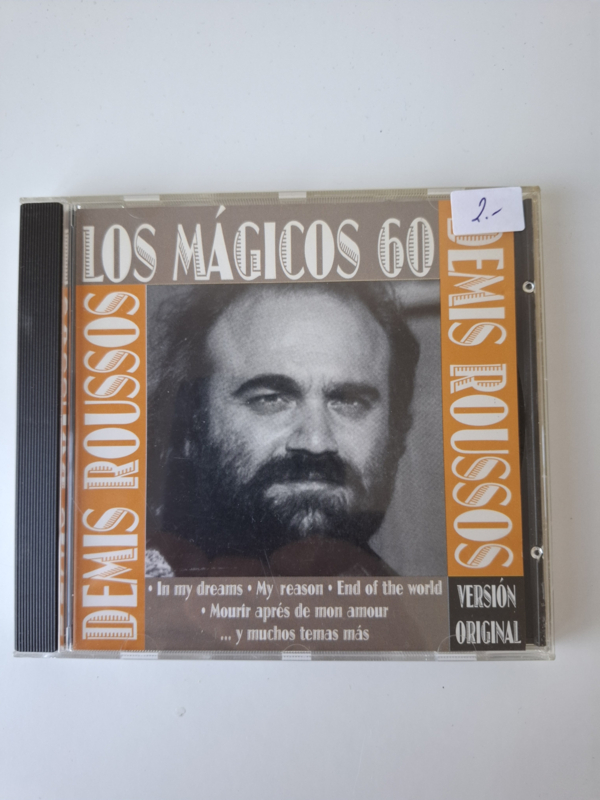 2.-
LOS MÁGICOS 60
DEMIS ROUSSOS
DEMIS ROUSSOS
• In my dreams • My reason • End of the world
• Mourir aprés de mon amour
... y muchos temas más
VERSIÓN
ORIGINAL